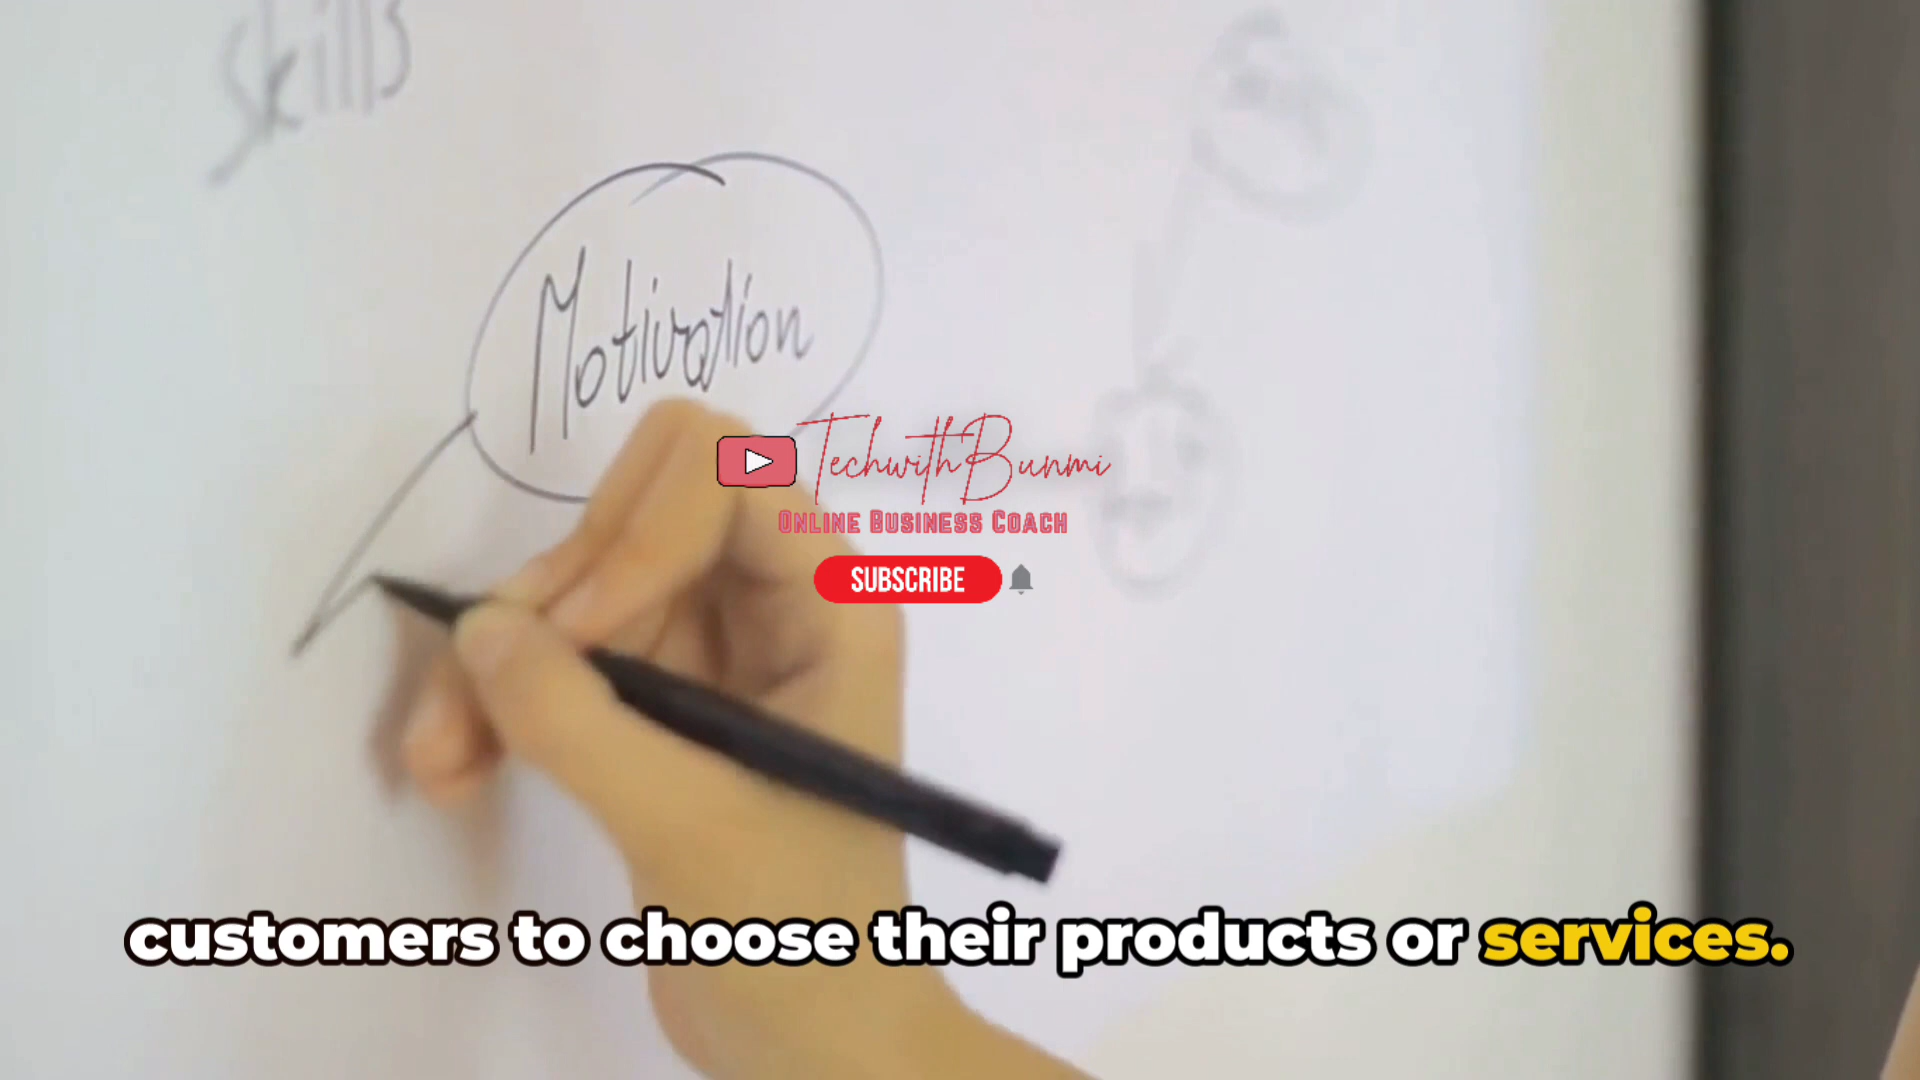 skills
Motivation
TechwithBunmi
Online Business Coach
SUBSCRIBE
customers to choose their products or services.